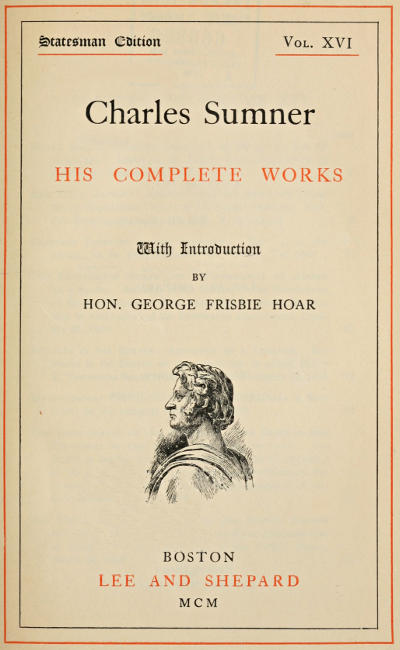 Statesman Edition Vol. XVI
Charles Sumner
HIS COMPLETE WORKS
With Introduction
BY
HON. GEORGE FRISBIE HOAR
BOSTON
LEE AND SHEPARD
MCM